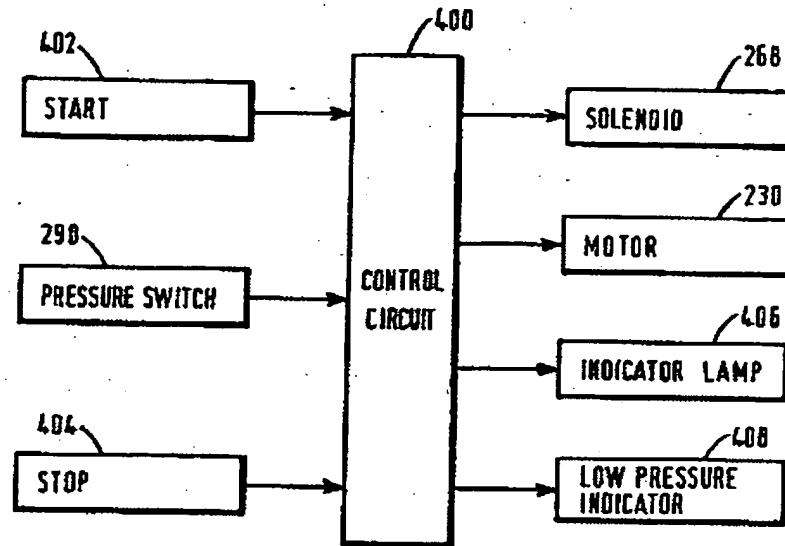 400
402
START
268
SOLENOID
298
PRESSURE SWITCH
230
MOTOR
CONTROL
CIRCUIT
406
INDICATOR LAMP
404
STOP
408
LOW PRESSURE
INDICATOR